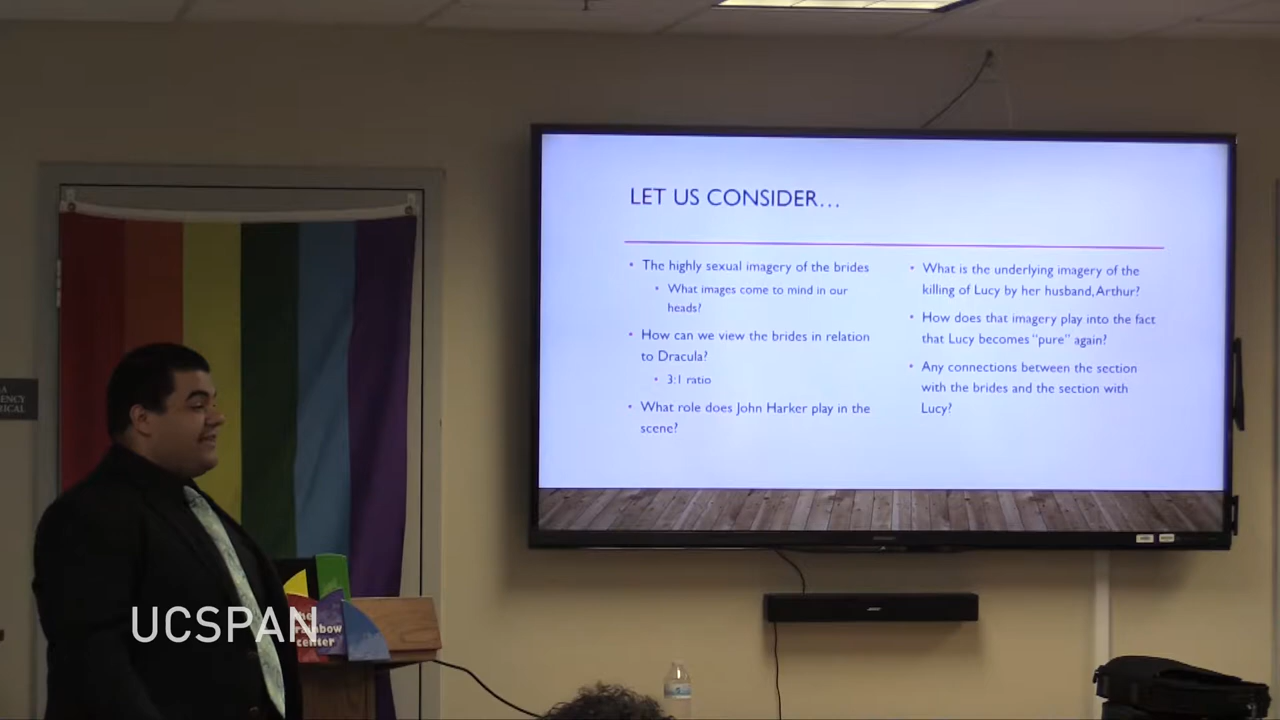 LET US CONSIDER...
• The highly sexual imagery of the brides
• What images come to mind in our
heads?
• How can we view the brides in relation
to Dracula?
• 3:1 ratio
• What role does John Harker play in the
scene?
• What is the underlying imagery of the
killing of Lucy by her husband, Arthur?
• How does that imagery play into the fact
that Lucy becomes "pure" again?
• Any connections between the section
with the brides and the section with
Lucy?
UCSPAN
rainbow
center